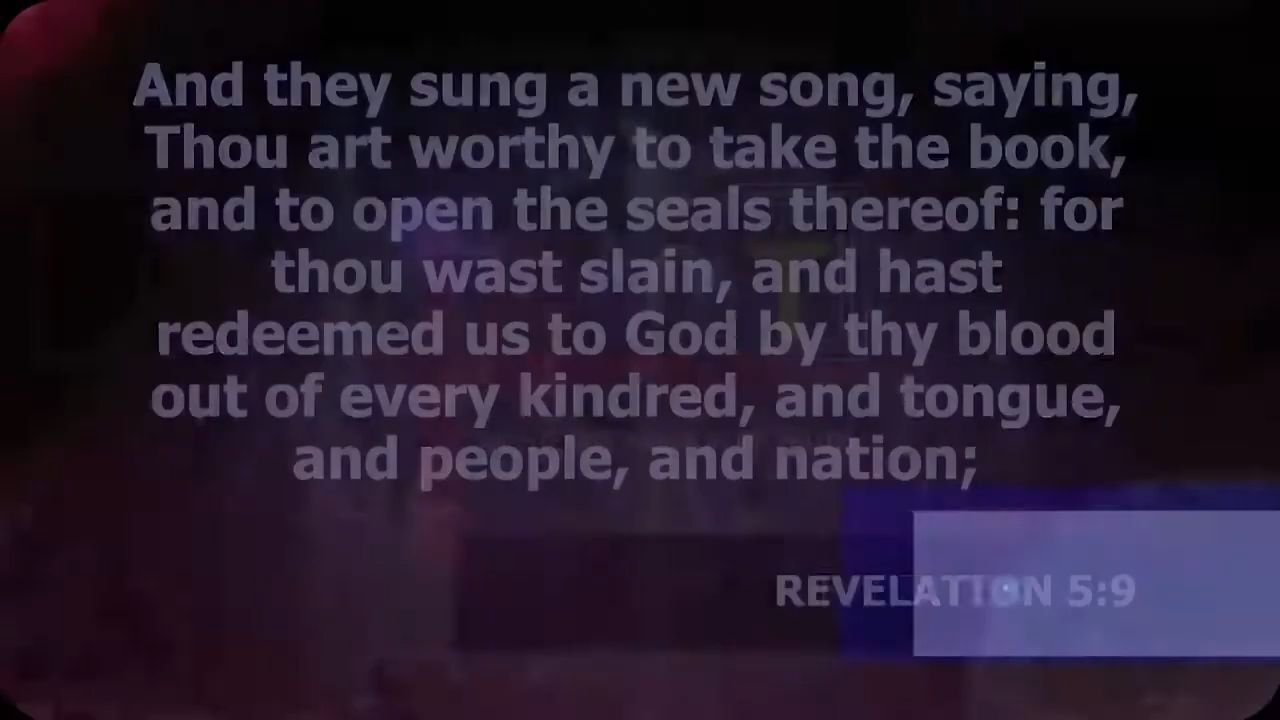 And they sung a new song, saying,
Thou art worthy to take the book,
and to open the seals thereof: for
thou wast slain, and hast
redeemed us to God by thy blood
out of every kindred, and tongue,
and people, and nation;
REVELATION 5:9